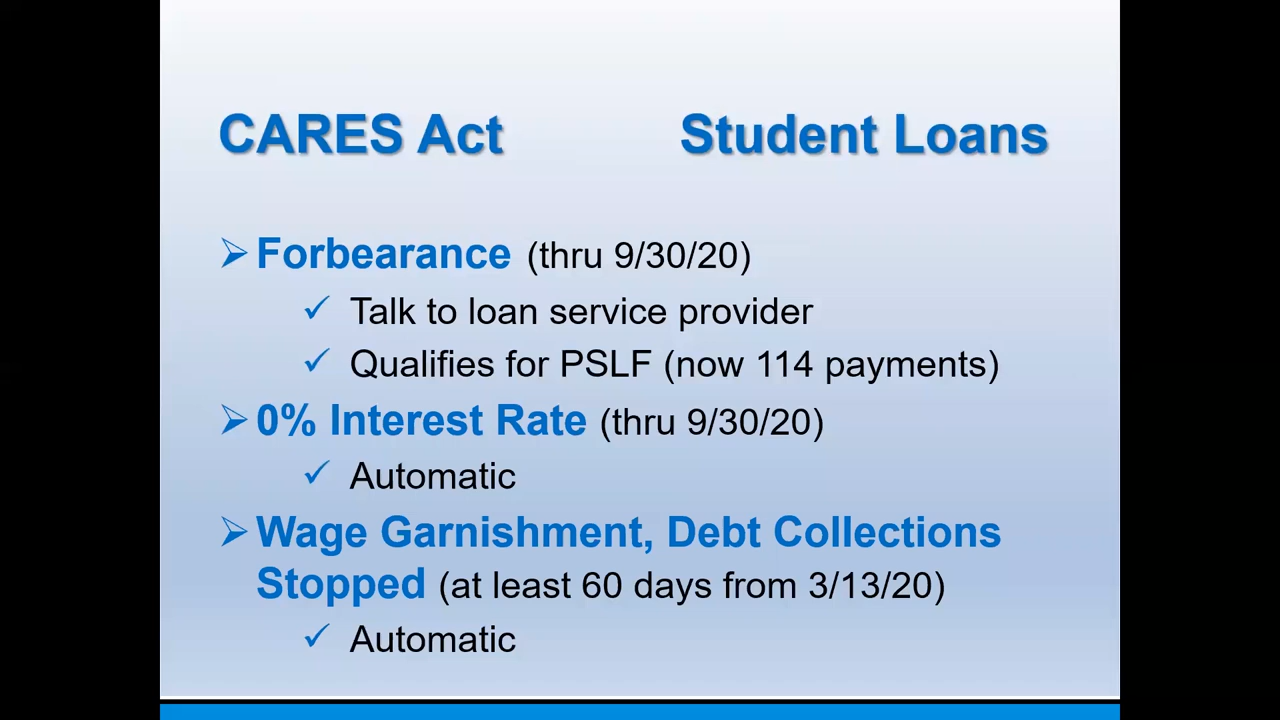 CARES Act Student Loans
Forbearance (thru 9/30/20)
Talk to loan service provider
Qualifies for PSLF (now 114 payments)
0% Interest Rate (thru 9/30/20)
Automatic
Wage Garnishment, Debt Collections
Stopped (at least 60 days from 3/13/20)
Automatic